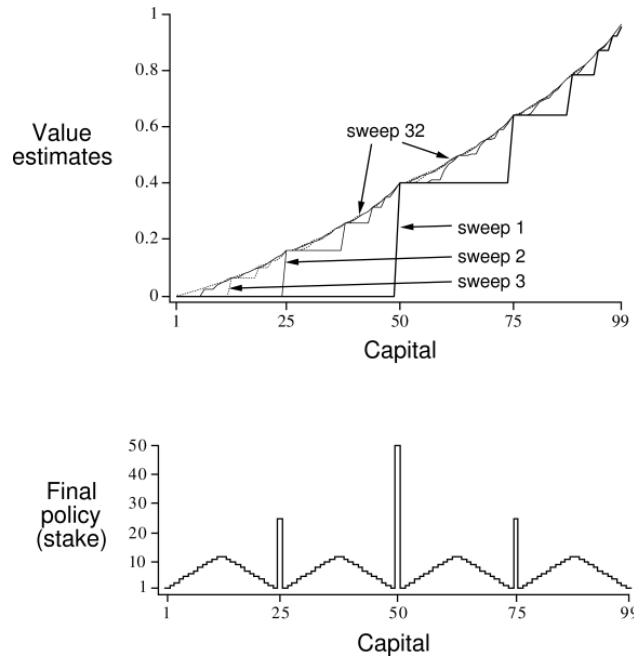 1
0.8
0.6
0.4
0.2
0
Value
estimates
sweep 32
sweep 1
sweep 2
sweep 3
1
25
50
75
99
Capital
50
40
30
20
10
1
Final
policy
(stake)
1
25
50
75
99
Capital